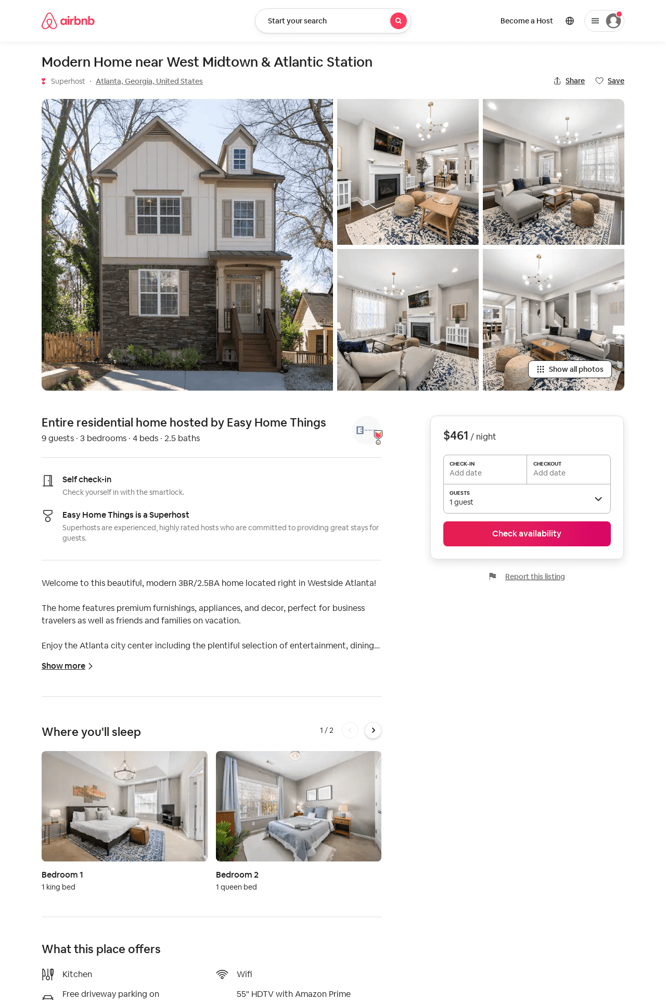 airbnb
Start your search
Become a Host
Modern Home near West Midtown & Atlantic Station
Superhost · Atlanta, Georgia, United States
Share
Save
Show all photos
Entire residential home hosted by Easy Home Things
9 guests · 3 bedrooms · 4 beds · 2.5 baths
$461 / night
CHECK-IN
Add date
CHECKOUT
Add date
GUESTS
1 guest
Check availability
Report this listing
Self check-in
Check yourself in with the smartlock.
Easy Home Things is a Superhost
Superhosts are experienced, highly rated hosts who are committed to providing great stays for
guests.
Welcome to this beautiful, modern 3BR/2.5BA home located right in Westside Atlanta!
The home features premium furnishings, appliances, and decor, perfect for business
travelers as well as friends and families on vacation.
Enjoy the Atlanta city center including the plentiful selection of entertainment, dining...
Show more
Where you'll sleep
1 / 2
Bedroom 1
1 king bed
Bedroom 2
1 queen bed
What this place offers
Kitchen
Wifi
Free driveway parking on
55" HDTV with Amazon Prime